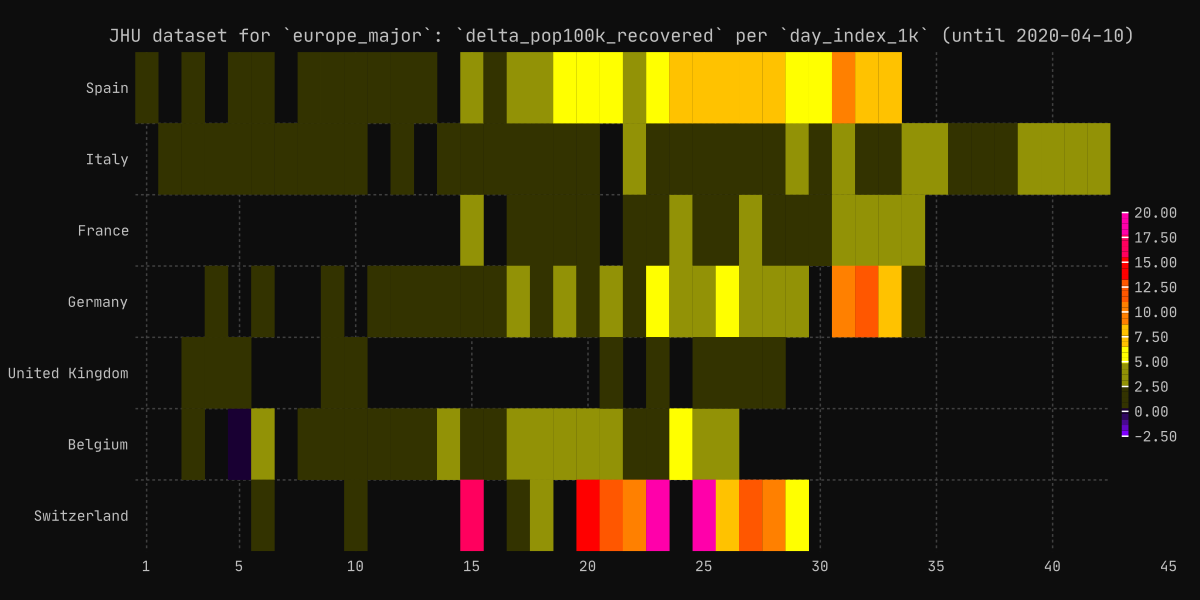 JHU dataset for `europe_major`: `delta_pop100k_recovered` per `day_index_1k` (until 2020-04-10)
Spain
Italy
France
Germany
United Kingdom
Belgium
Switzerland
20.00
17.50
15.00
12.50
10.00
7.50
5.00
2.50
0.00
-2.50
1 5 10 15 20 25 30 35 40 45